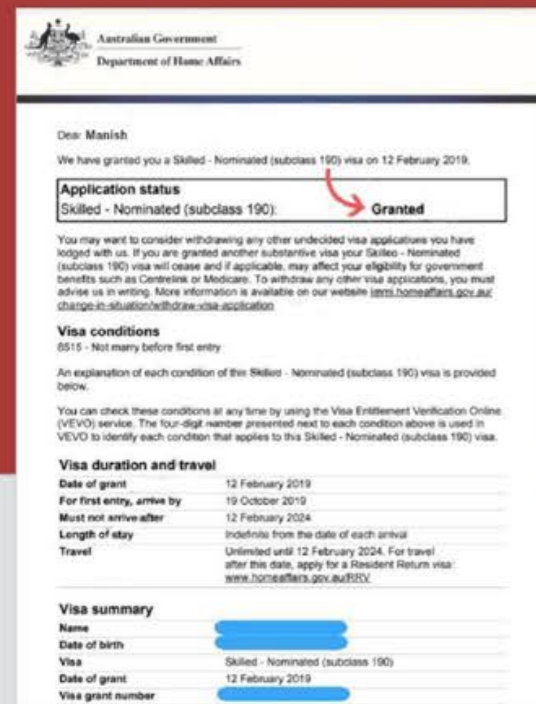 Australian Government
Department of Home Affairs
Dear Manish
We have granted you a Skilled - Nominated (subclass 190) visa on 12 February 2019.
Application status
Skilled - Nominated (subclass 190): Granted
You may want to consider withdrawing any other undecided visa applications you have
lodged with us. If you are granted another substantive visa your Skilled - Nominated
(subclass 190) visa will cease and if applicable, may affect your eligibility for government
benefits such as Centrelink or Medicare. To withdraw any other visa applications, you must
advise us in writing. More information is available on our website immi.homeaffairs.gov.au/
change-in-situation/withdraw-visa-application
Visa conditions
8515 - Not marry before first entry
An explanation of each condition of this Skilled - Nominated (subclass 190) visa is provided
below.
You can check these conditions at any time by using the Visa Entitlement Verification Online
(VEVO) service. The four-digit number presented next to each condition above is used in
VEVO to identify each condition that applies to this Skilled - Nominated (subclass 190) visa.
Visa duration and travel
Date of grant 12 February 2019
For first entry, arrive by 19 October 2019
Must not arrive after 12 February 2024
Length of stay Indefinite from the date of each arrival
Travel Unlimited until 12 February 2024. For travel
after this date, apply for a Resident Return visa:
www.homeaffairs.gov.au/RRV
Visa summary
Name
Date of birth
Visa Skilled - Nominated (subclass 190)
Date of grant 12 February 2019
Visa grant number